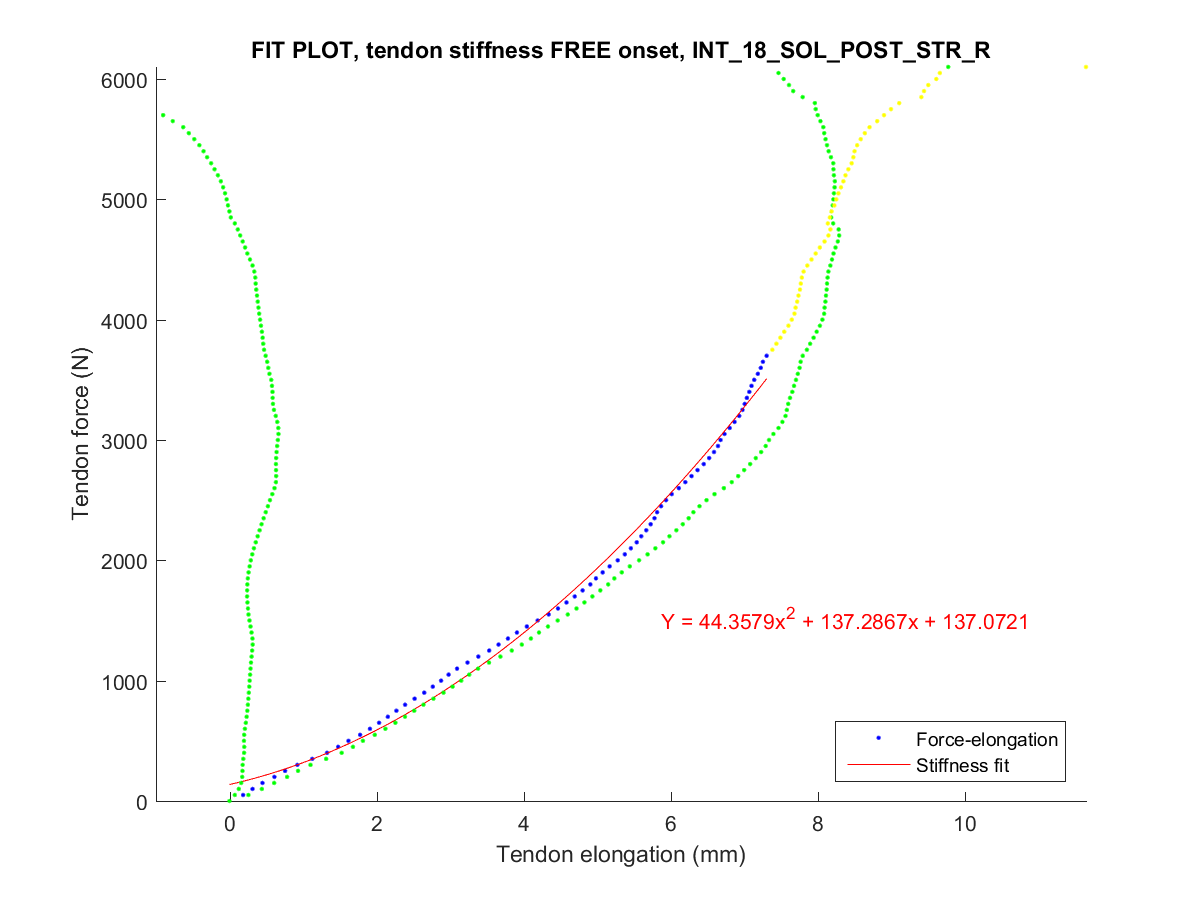 FIT PLOT, tendon stiffness FREE onset, INT_18_SOL_POST_STR_R
6000
5000
4000
3000
2000
1000
0
Tendon force (N)
Y = 44.3579x² + 137.2867x + 137.0721
Force-elongation
Stiffness fit
0 2 4 6 8 10
Tendon elongation (mm)